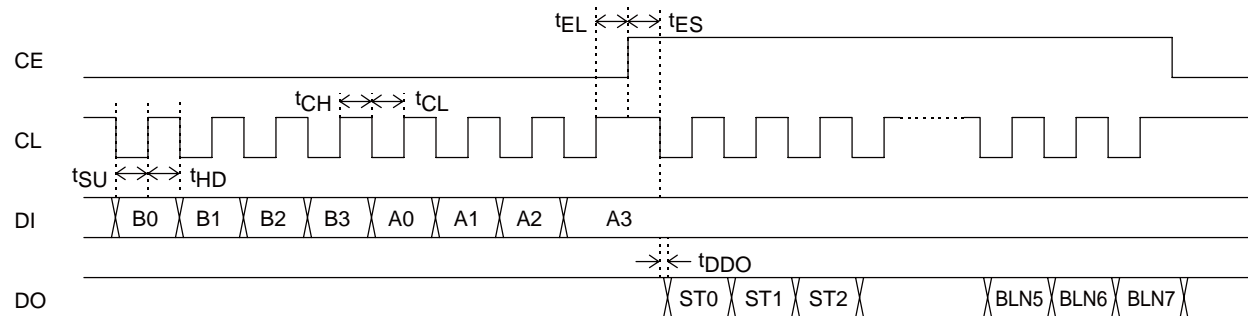 tEL tES
CE
tCH tCL
CL
tSU tHD
DI B0 B1 B2 B3 A0 A1 A2 A3
tDDO
DO ST0 ST1 ST2 BLN5 BLN6 BLN7